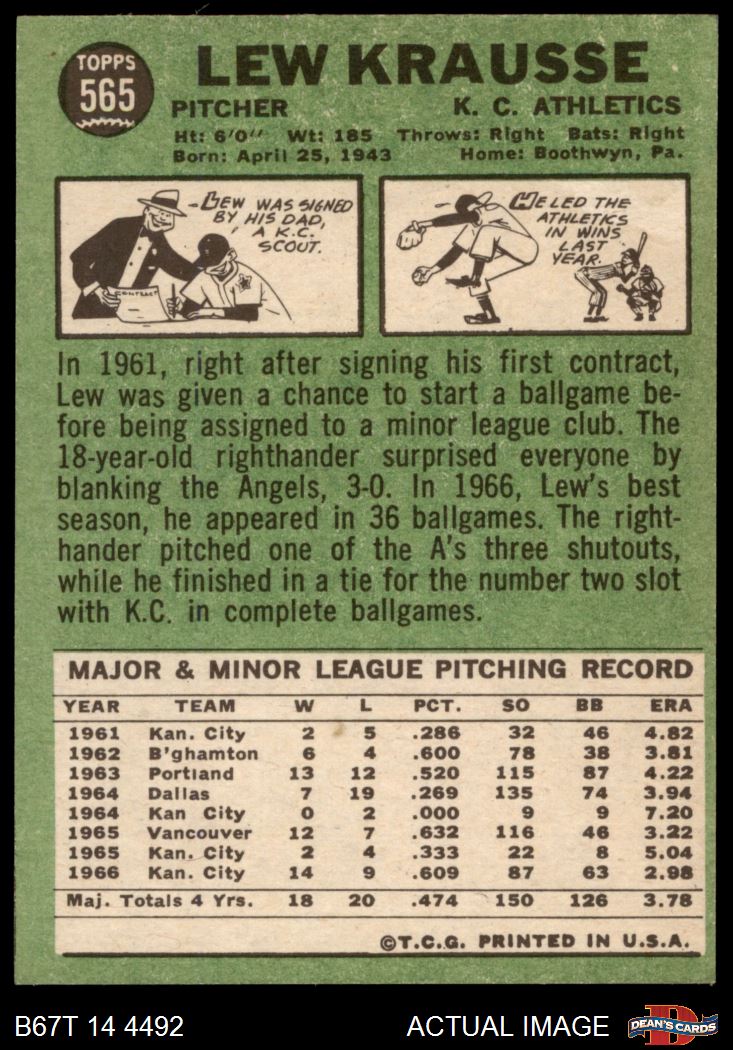 TOPPS
565
LEW KRAUSSE
PITCHER K. C. ATHLETICS
Ht: 6'0" Wt: 185 Throws: Right Bats: Right
Born: April 25, 1943 Home: Boothwyn, Pa.
LEW WAS SIGNED
BY HIS DAD,
A K.C.
SCOUT.
CONTRACT
HE LED THE
ATHLETICS
IN WINS
LAST
YEAR.
In 1961, right after signing his first contract,
Lew was given a chance to start a ballgame be-
fore being assigned to a minor league club. The
18-year-old righthander surprised everyone by
blanking the Angels, 3-0. In 1966, Lew's best
season, he appeared in 36 ballgames. The right-
hander pitched one of the A's three shutouts,
while he finished in a tie for the number two slot
with K.C. in complete ballgames.
MAJOR & MINOR LEAGUE PITCHING RECORD
YEAR TEAM W L PCT. SO BB ERA
1961 Kan. City 2 5 .286 32 46 4.82
1962 B'ghamton 6 4 .600 78 38 3.81
1963 Portland 13 12 .520 115 87 4.22
1964 Dallas 7 19 .269 135 74 3.94
1964 Kan City 0 2 .000 9 9 7.20
1965 Vancouver 12 7 .632 116 46 3.22
1965 Kan. City 2 4 .333 22 8 5.04
1966 Kan. City 14 9 .609 87 63 2.98
Maj. Totals 4 Yrs. 18 20 .474 150 126 3.78
©T.C.G. PRINTED IN U.S.A.
B67T 14 4492 ACTUAL IMAGE
D
DEAN'S CARDS